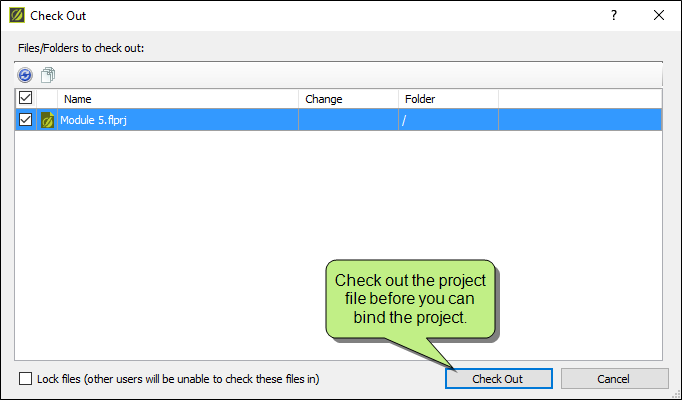 Check Out
?
Files/Folders to check out:
Name Change Folder
Module 5.flprj /
Check out the project
file before you can
bind the project.
Lock files (other users will be unable to check these files in)
Check Out
Cancel